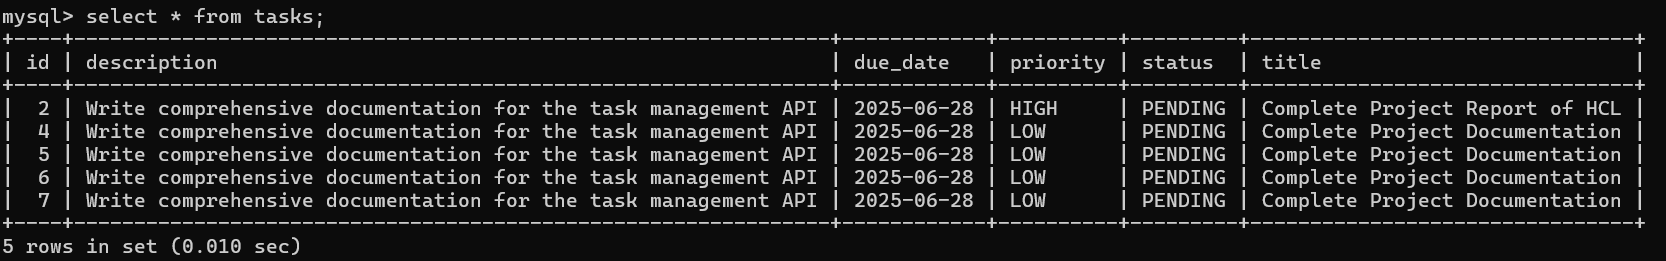 mysql> select * from tasks;
+----+---------------------------------------------------------------+------------+----------+---------+--------------------------------+
| id | description                                                   | due_date   | priority | status  | title                          |
+----+---------------------------------------------------------------+------------+----------+---------+--------------------------------+
|  2 | Write comprehensive documentation for the task management API | 2025-06-28 | HIGH     | PENDING | Complete Project Report of HCL |
|  4 | Write comprehensive documentation for the task management API | 2025-06-28 | LOW      | PENDING | Complete Project Documentation |
|  5 | Write comprehensive documentation for the task management API | 2025-06-28 | LOW      | PENDING | Complete Project Documentation |
|  6 | Write comprehensive documentation for the task management API | 2025-06-28 | LOW      | PENDING | Complete Project Documentation |
|  7 | Write comprehensive documentation for the task management API | 2025-06-28 | LOW      | PENDING | Complete Project Documentation |
+----+---------------------------------------------------------------+------------+----------+---------+--------------------------------+
5 rows in set (0.010 sec)